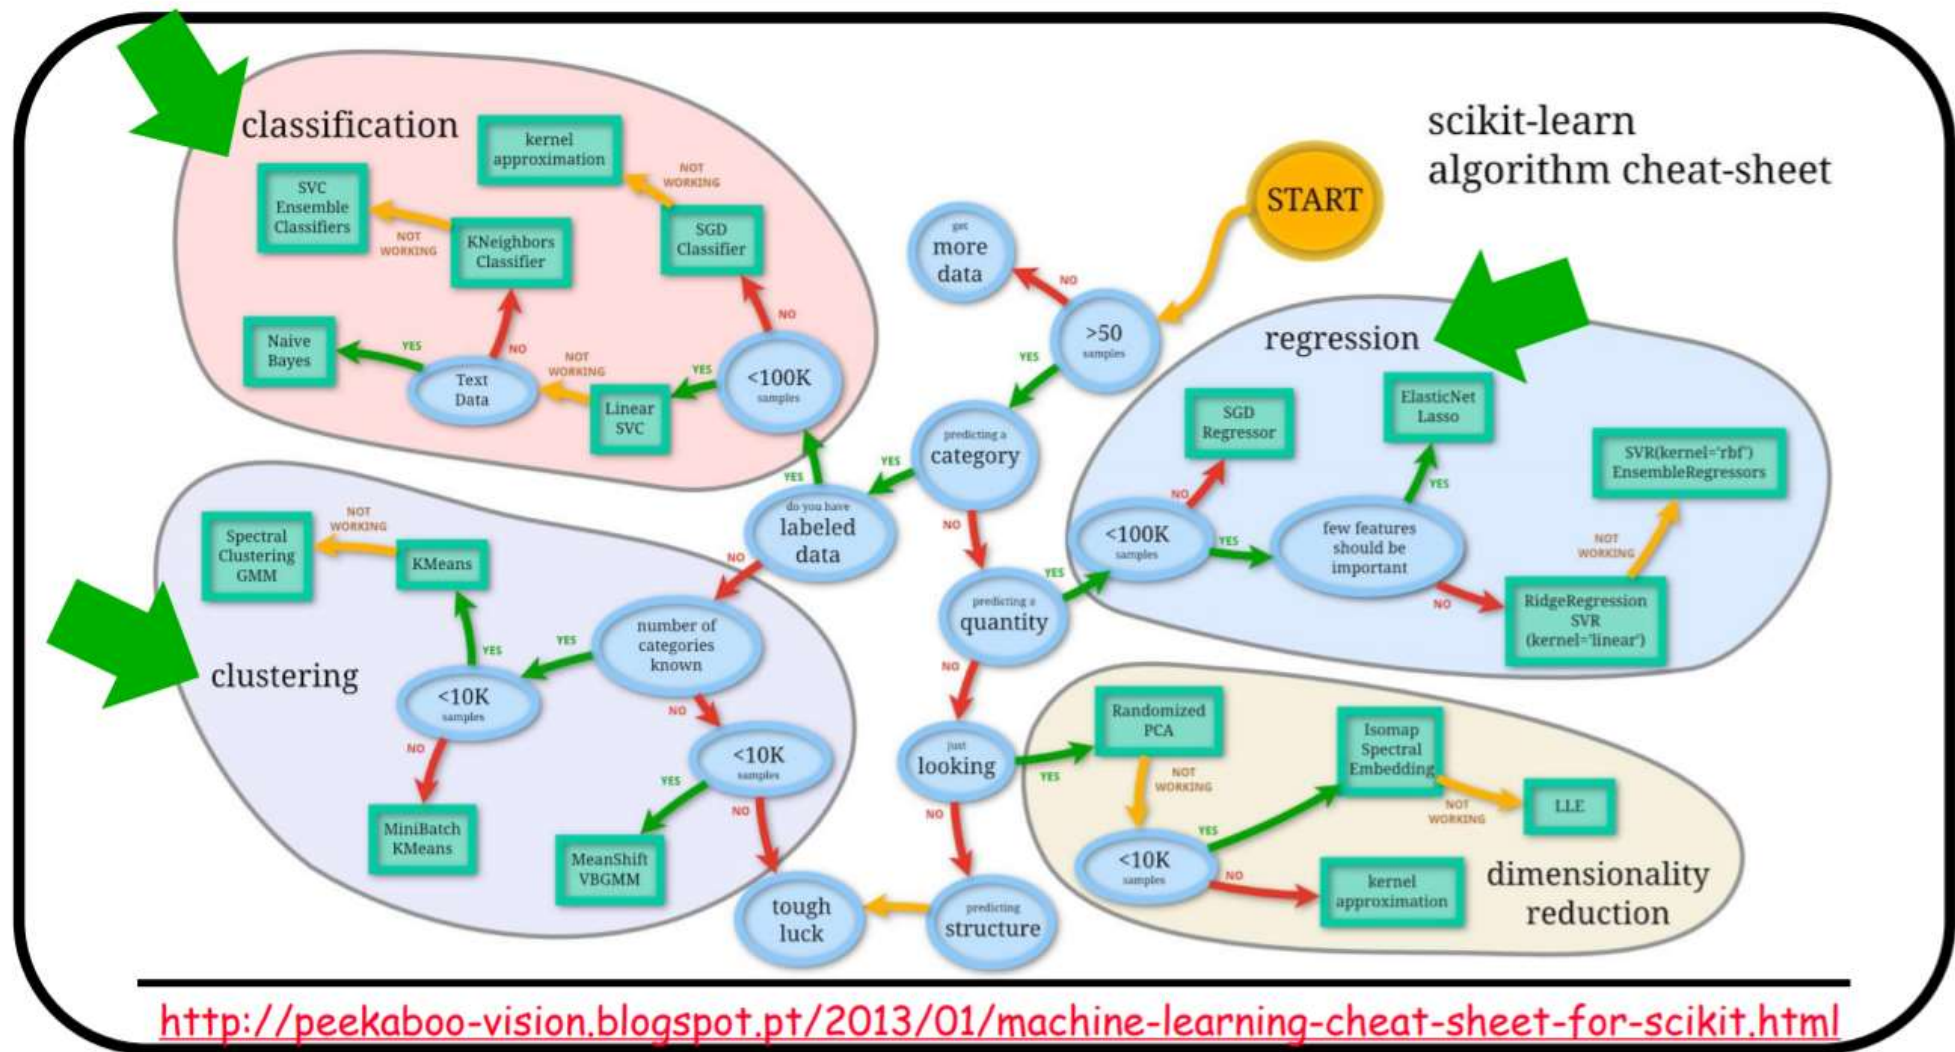 classification
kernel
approximation
NOT
WORKING
SVC
Ensemble
Classifiers
NOT
WORKING
KNeighbors
Classifier
SGD
Classifier
NO
Naive
Bayes
YES
NO
Text
Data
NOT
WORKING
Linear
SVC
YES
<100K
samples
YES
scikit-learn
algorithm cheat-sheet
START
get
more
data
NO
>50
samples
YES
predicting a
category
YES
do you have
labeled
data
NO
NO
predicting a
quantity
YES
NO
just
looking
YES
NO
predicting
structure
tough
luck
regression
SGD
Regressor
ElasticNet
Lasso
SVR(kernel='rbf')
EnsembleRegressors
NO
YES
<100K
samples
YES
few features
should be
important
NOT
WORKING
NO
RidgeRegression
SVR
(kernel='linear')
clustering
Spectral
Clustering
GMM
NOT
WORKING
KMeans
number of
categories
known
YES
YES
<10K
samples
NO
NO
<10K
samples
YES
NO
MiniBatch
KMeans
MeanShift
VBGMM
Randomized
PCA
NOT
WORKING
Isomap
Spectral
Embedding
NOT
WORKING
LLE
YES
<10K
samples
NO
kernel
approximation
dimensionality
reduction
http://peekaboo-vision.blogspot.pt/2013/01/machine-learning-cheat-sheet-for-scikit.html